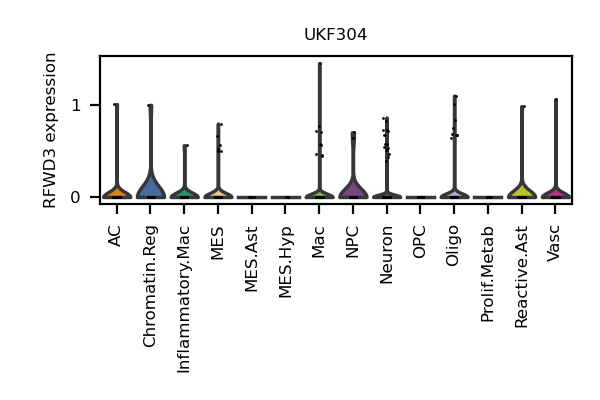 UKF304
RFWD3 expression
1
0
AC
Chromatin.Reg
Inflammatory.Mac
MES
MES.Ast
MES.Hyp
Mac
NPC
Neuron
OPC
Oligo
Prolif.Metab
Reactive.Ast
Vasc